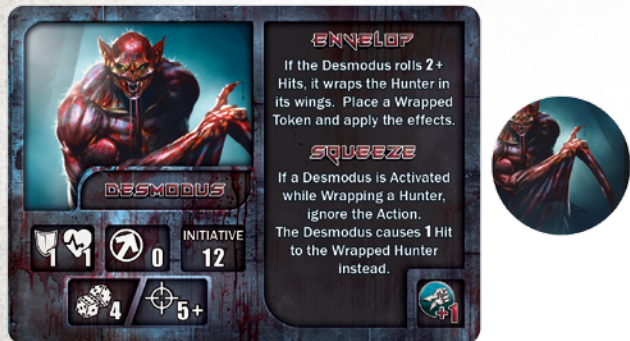 ENVELOP
If the Desmodus rolls 2+
Hits, it wraps the Hunter in
its wings. Place a Wrapped
Token and apply the effects.
SQUEEZE
If a Desmodus is Activated
while Wrapping a Hunter,
ignore the Action.
The Desmodus causes 1 Hit
to the Wrapped Hunter
instead.
DESMODUS
1 1 0 INITIATIVE
12
4 5+
+1